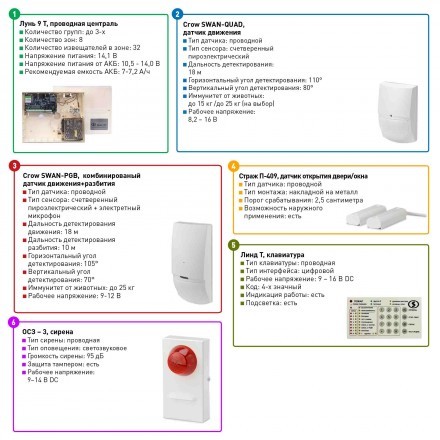 1
Лунь 9 Т, проводная централь
Количество групп: до 3-х
Количество зон: 8
Количество извещателей в зоне: 32
Напряжение питания: 14,1 В
Напряжение питания от АКБ: 10,5 - 14,0 В
Рекомендуемая емкость АКБ: 7-7,2 А/ч
2
Crow SWAN-QUAD,
датчик движения
Тип датчика: проводной
Тип сенсора: счетверенный
пироэлектрический
Дальность детектирования:
18 м
Горизонтальный угол детектирования: 110°
Вертикальный угол детектирования: 80°
Иммунитет от животных:
до 15 кг /до 25 кг (на выбор)
Рабочее напряжение:
8,2 – 16 В
3
Crow SWAN-PGB, комбинированый
датчик движения+разбития
Тип датчика: проводной
Тип сенсора: счетверенный
пироэлектрический + электретный
микрофон
Дальность детектирования
движения: 18 м
Дальность детектирования
разбития: 10 м
Горизонтальный угол
детектирования: 105°
Вертикальный угол
детектирования: 70°
Иммунитет от животных: до 25 кг
Рабочее напряжение: 9-12 В
4
Страж П-409, датчик открытия двери/окна
Тип датчика: проводной
Тип монтажа: накладной на металл
Порог срабатывания: 2,5 сантиметра
Возможность наружного
применения: есть
5
Линд Т, клавиатура
Тип клавиатуры: проводная
Тип интерфейса: цифровой
Рабочее напряжение: 9 – 16 В DC
Код: 4-х значный
Индикация работы: есть
Подсветка: есть
6
ОСЗ – 3, сирена
Тип сирены: проводная
Тип оповещения: светозвуковое
Громкость сирены: 95 дБ
Защита тампером: есть
Рабочее напряжение:
9–14 В DC